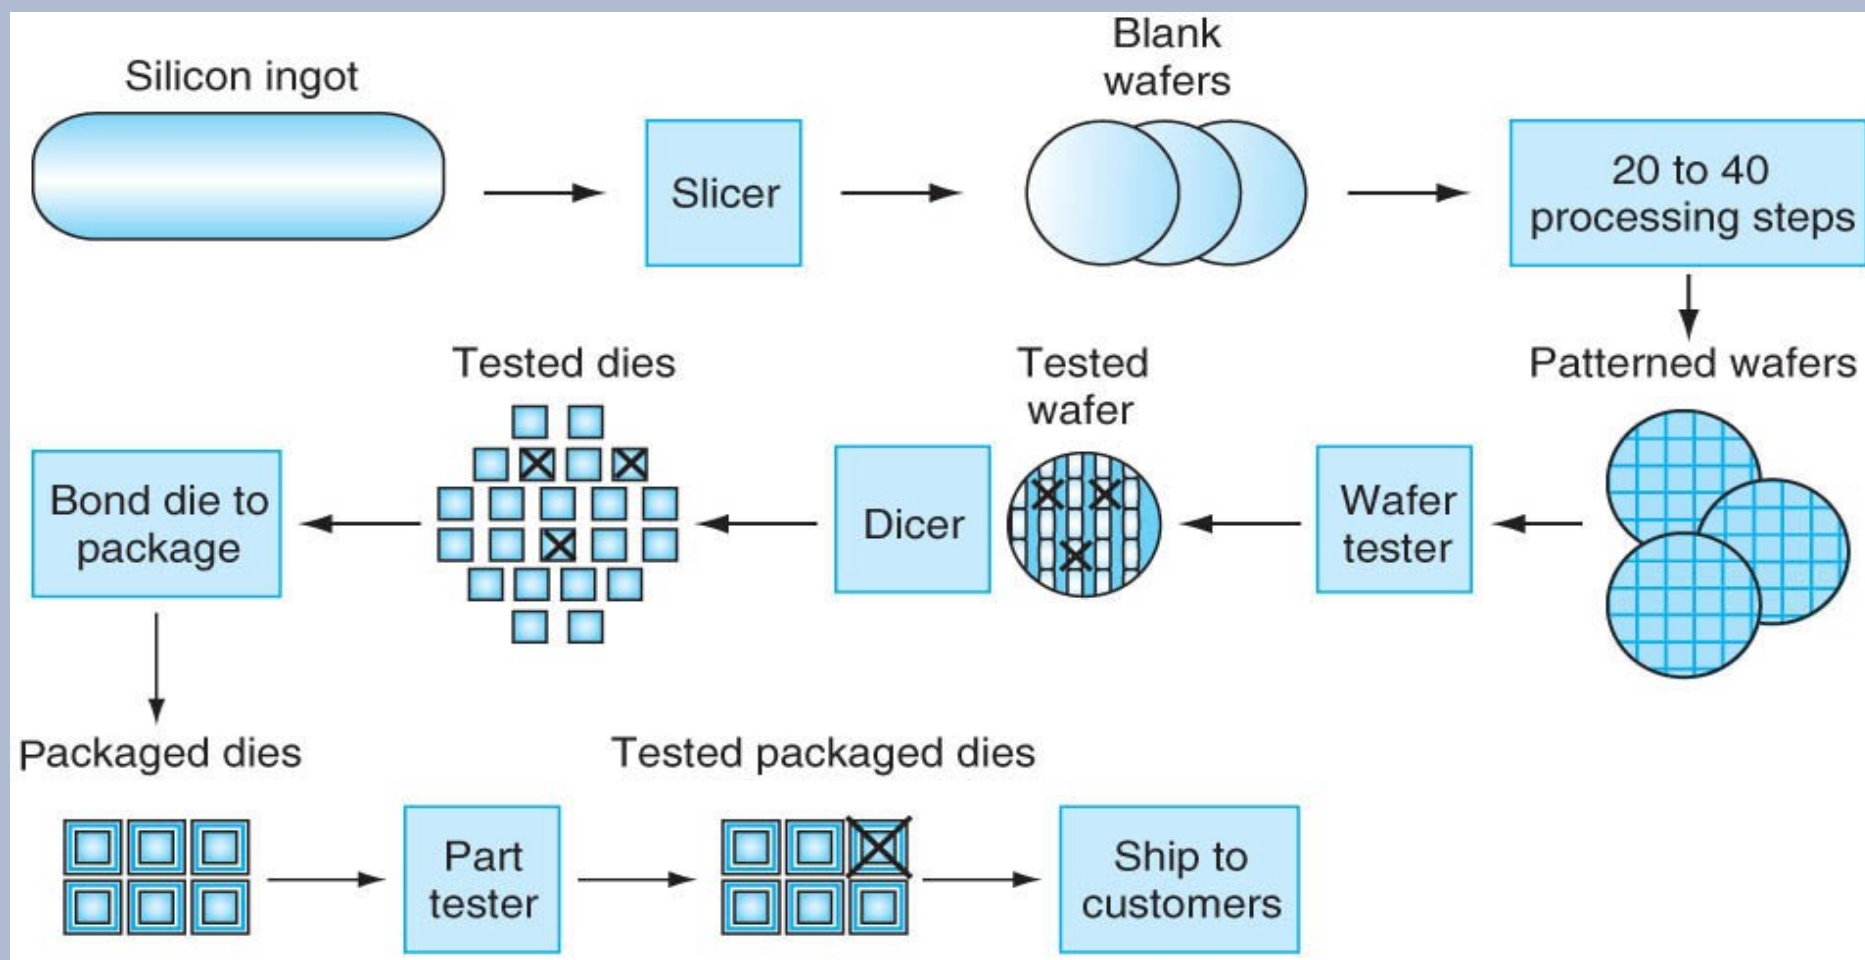 Silicon ingot
Slicer
Blank
wafers
20 to 40
processing steps
Patterned wafers
Wafer
tester
Tested
wafer
Dicer
Tested dies
Bond die to
package
Packaged dies
Part
tester
Tested packaged dies
Ship to
customers